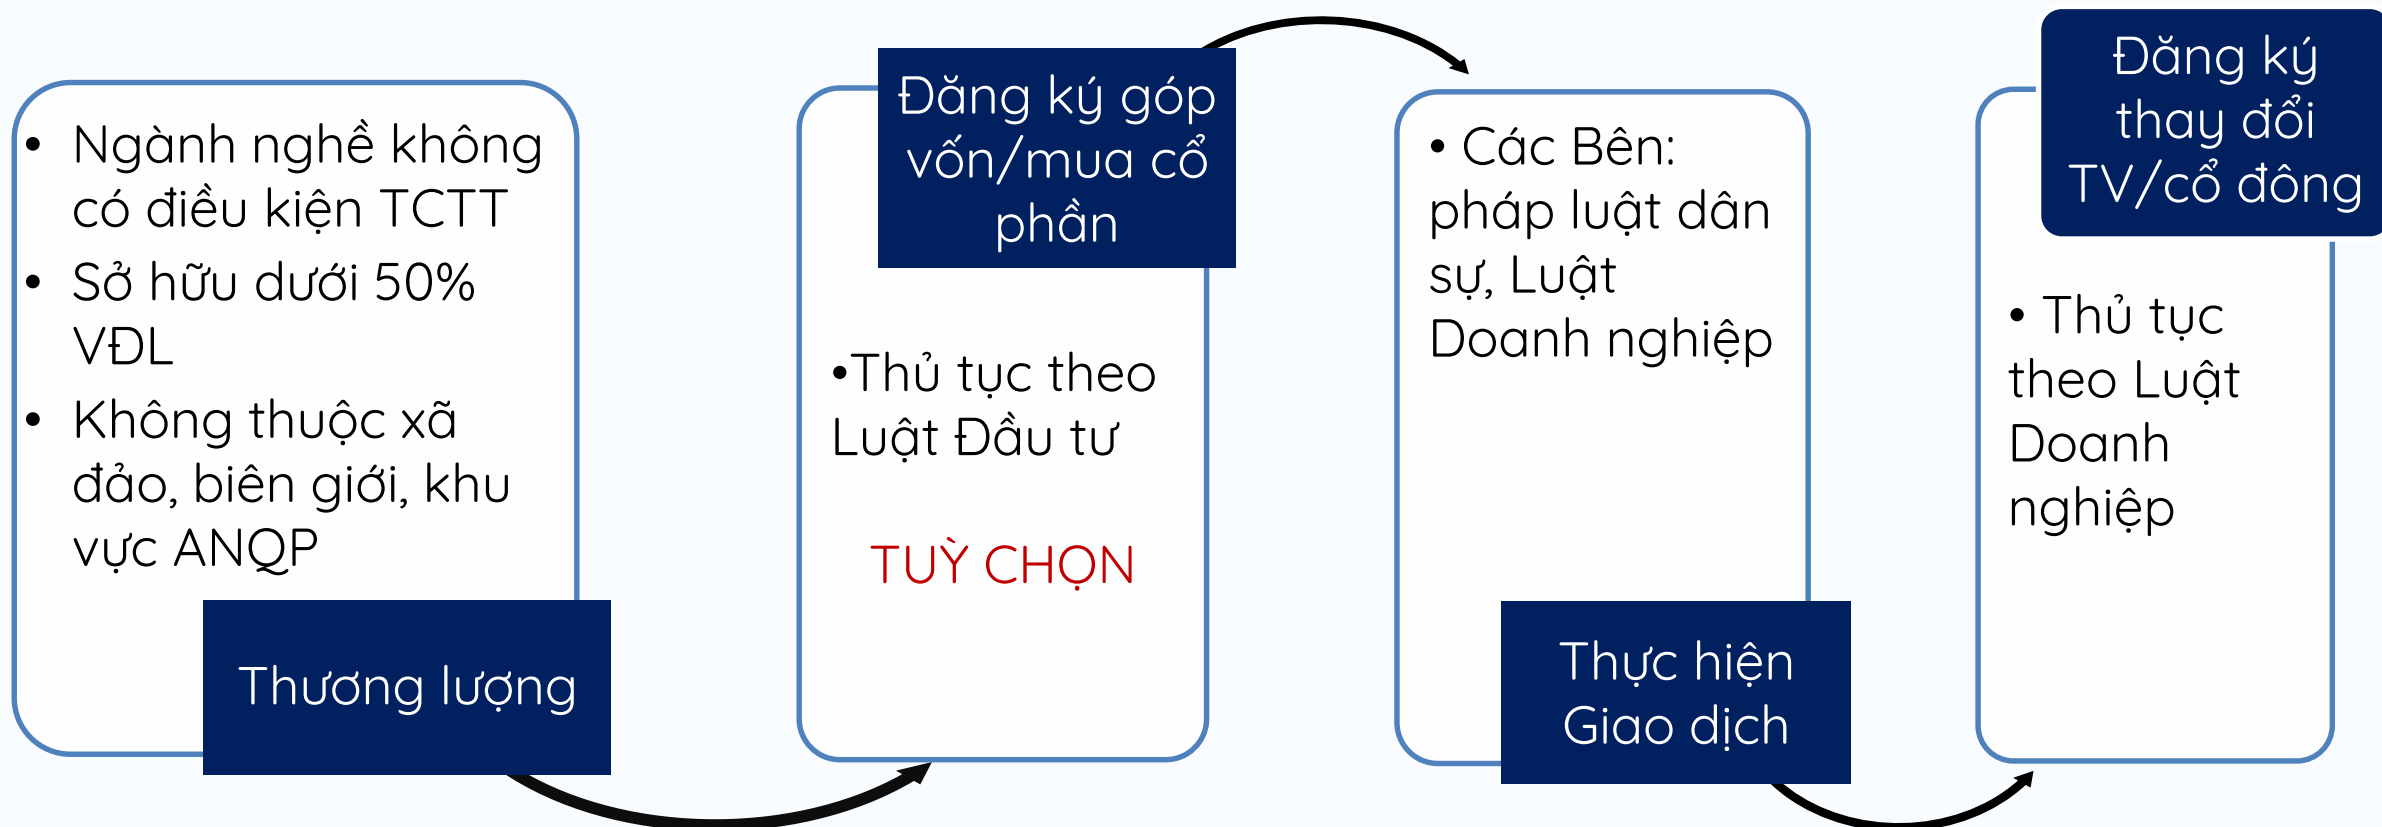 • Ngành nghề không
có điều kiện TCTT
• Sở hữu dưới 50%
VĐL
• Không thuộc xã
đảo, biên giới, khu
vực ANQP
Thương lượng
Đăng ký góp
vốn/mua cổ
phần
•Thủ tục theo
Luật Đầu tư
TUỲ CHỌN
• Các Bên:
pháp luật dân
sự, Luật
Doanh nghiệp
Thực hiện
Giao dịch
Đăng ký
thay đổi
TV/cổ đông
• Thủ tục
theo Luật
Doanh
nghiệp